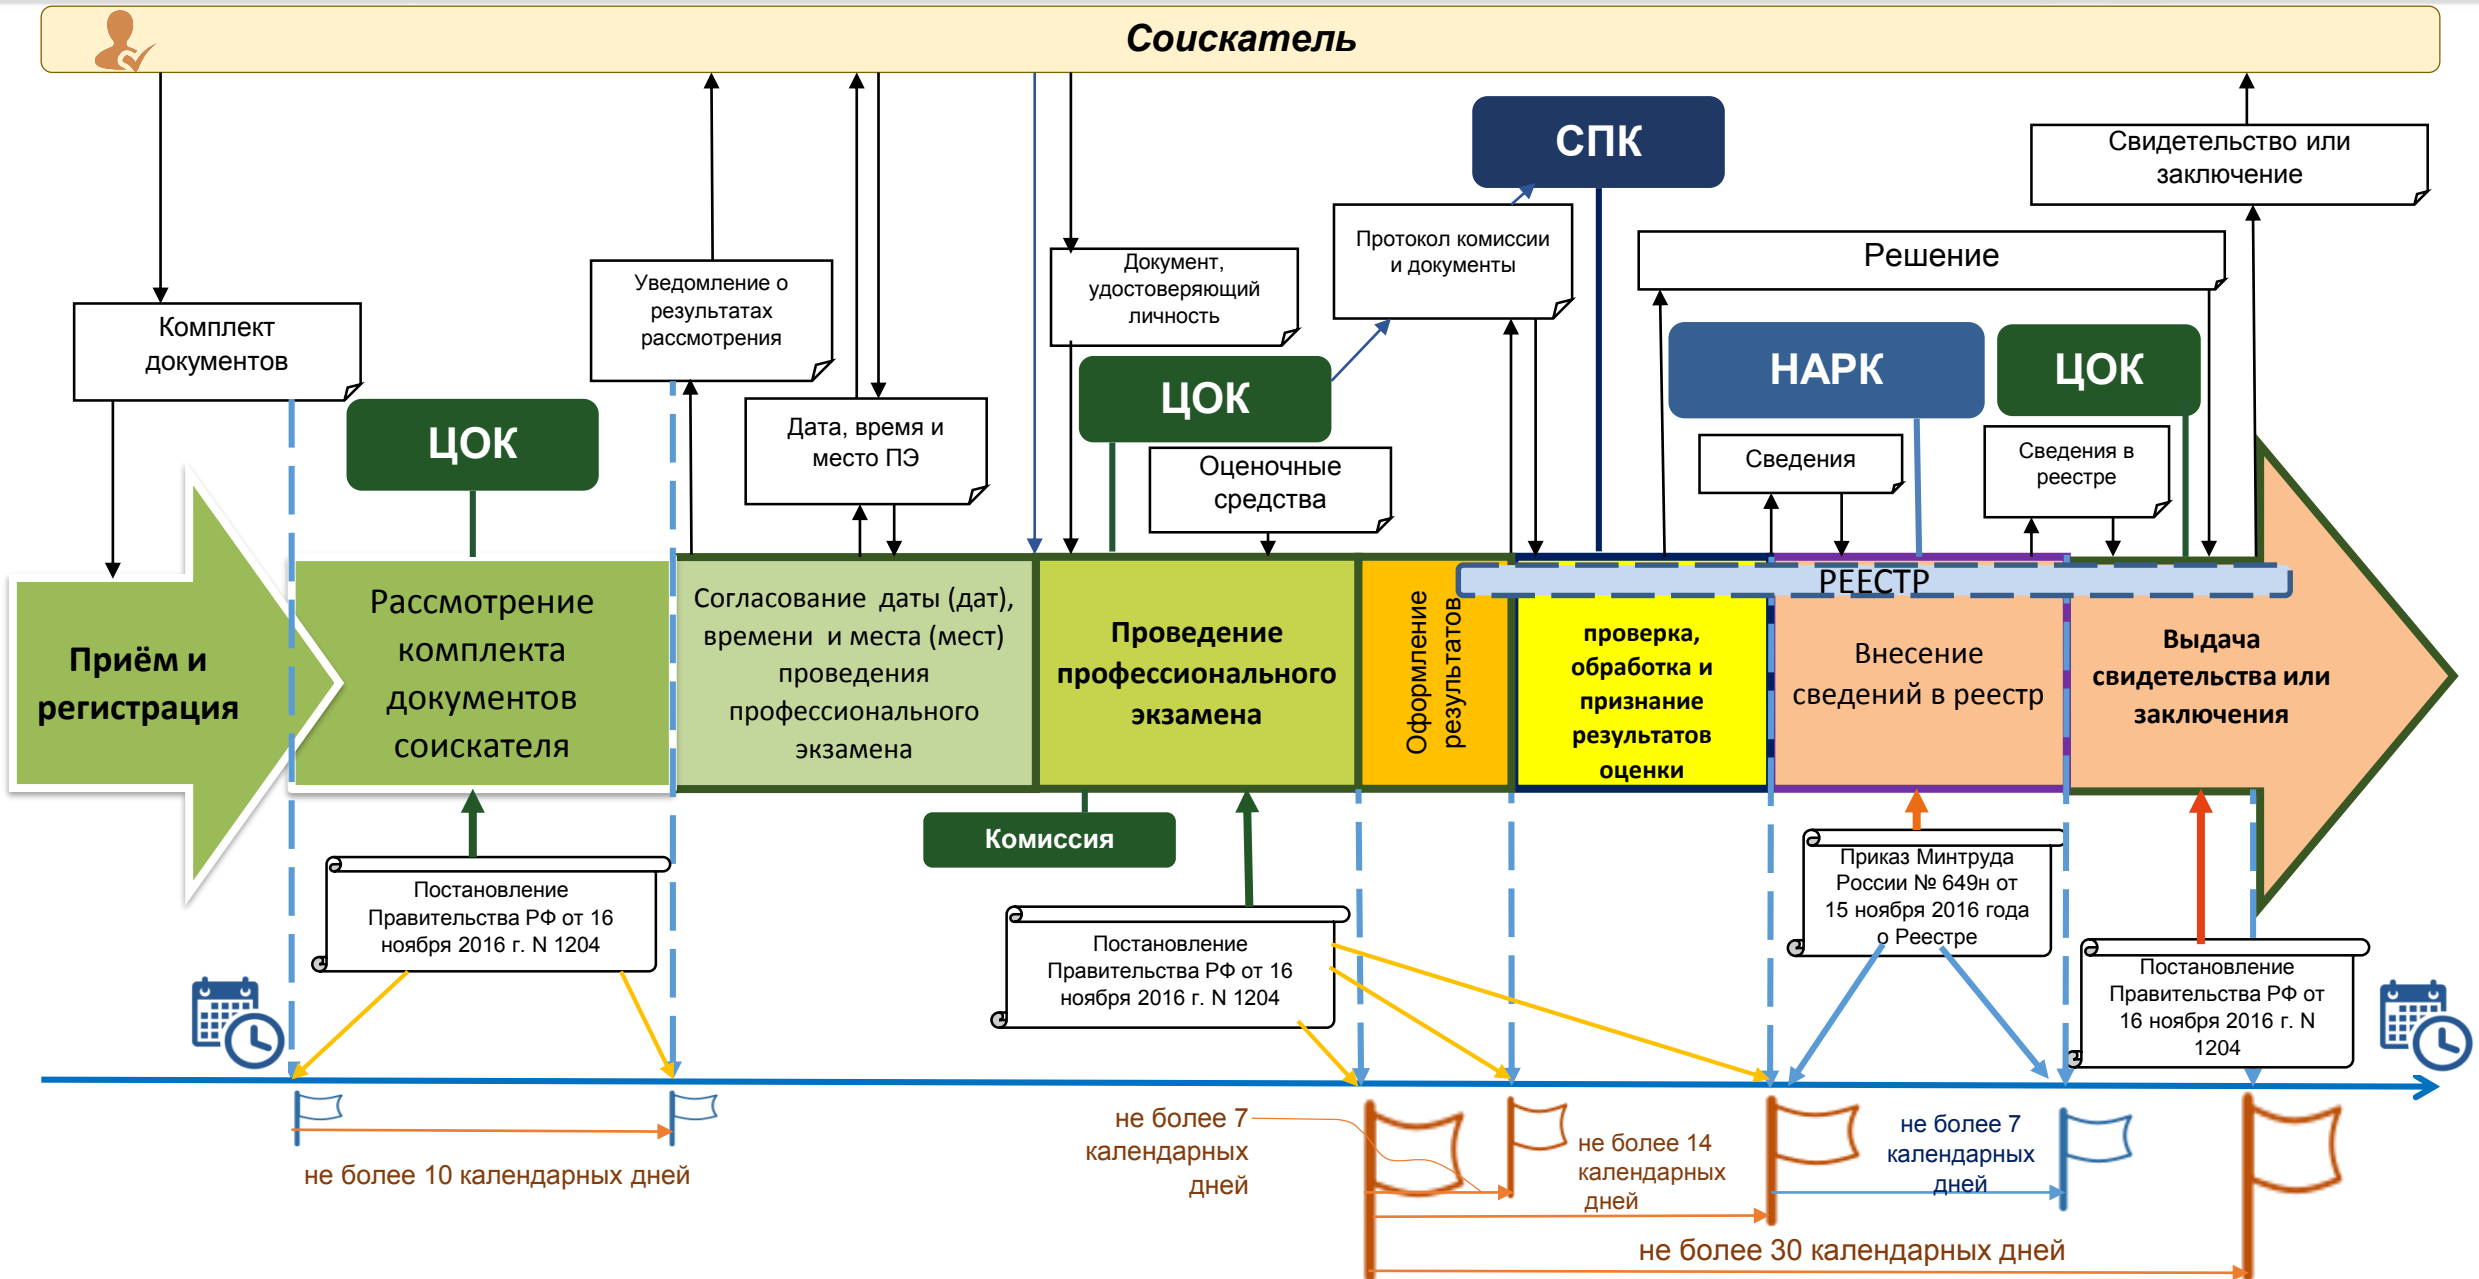 Соискатель
СПК
Свидетельство или
заключение
Протокол комиссии
и документы
Решение
Документ,
удостоверяющий
личность
Уведомление о
результатах
рассмотрения
Комплект
документов
ЦОК
НАРК
ЦОК
ЦОК
Дата, время и
место ПЭ
Оценочные
средства
Сведения
Сведения в
реестре
РЕЕСТР
Приём и
регистрация
Рассмотрение
комплекта
документов
соискателя
Согласование даты (дат),
времени и места (мест)
проведения
профессионального
экзамена
Проведение
профессионального
экзамена
Оформление
результатов
проверка,
обработка и
признание
результатов
оценки
Внесение
сведений в реестр
Выдача
свидетельства или
заключения
Комиссия
Постановление
Правительства РФ от 16
ноября 2016 г. N 1204
Постановление
Правительства РФ от 16
ноября 2016 г. N 1204
Приказ Минтруда
России № 649н от
15 ноября 2016 года
о Реестре
Постановление
Правительства РФ от
16 ноября 2016 г. N
1204
не более 10 календарных дней
не более 7
календарных
дней
не более 14
календарных
дней
не более 7
календарных
дней
не более 30 календарных дней